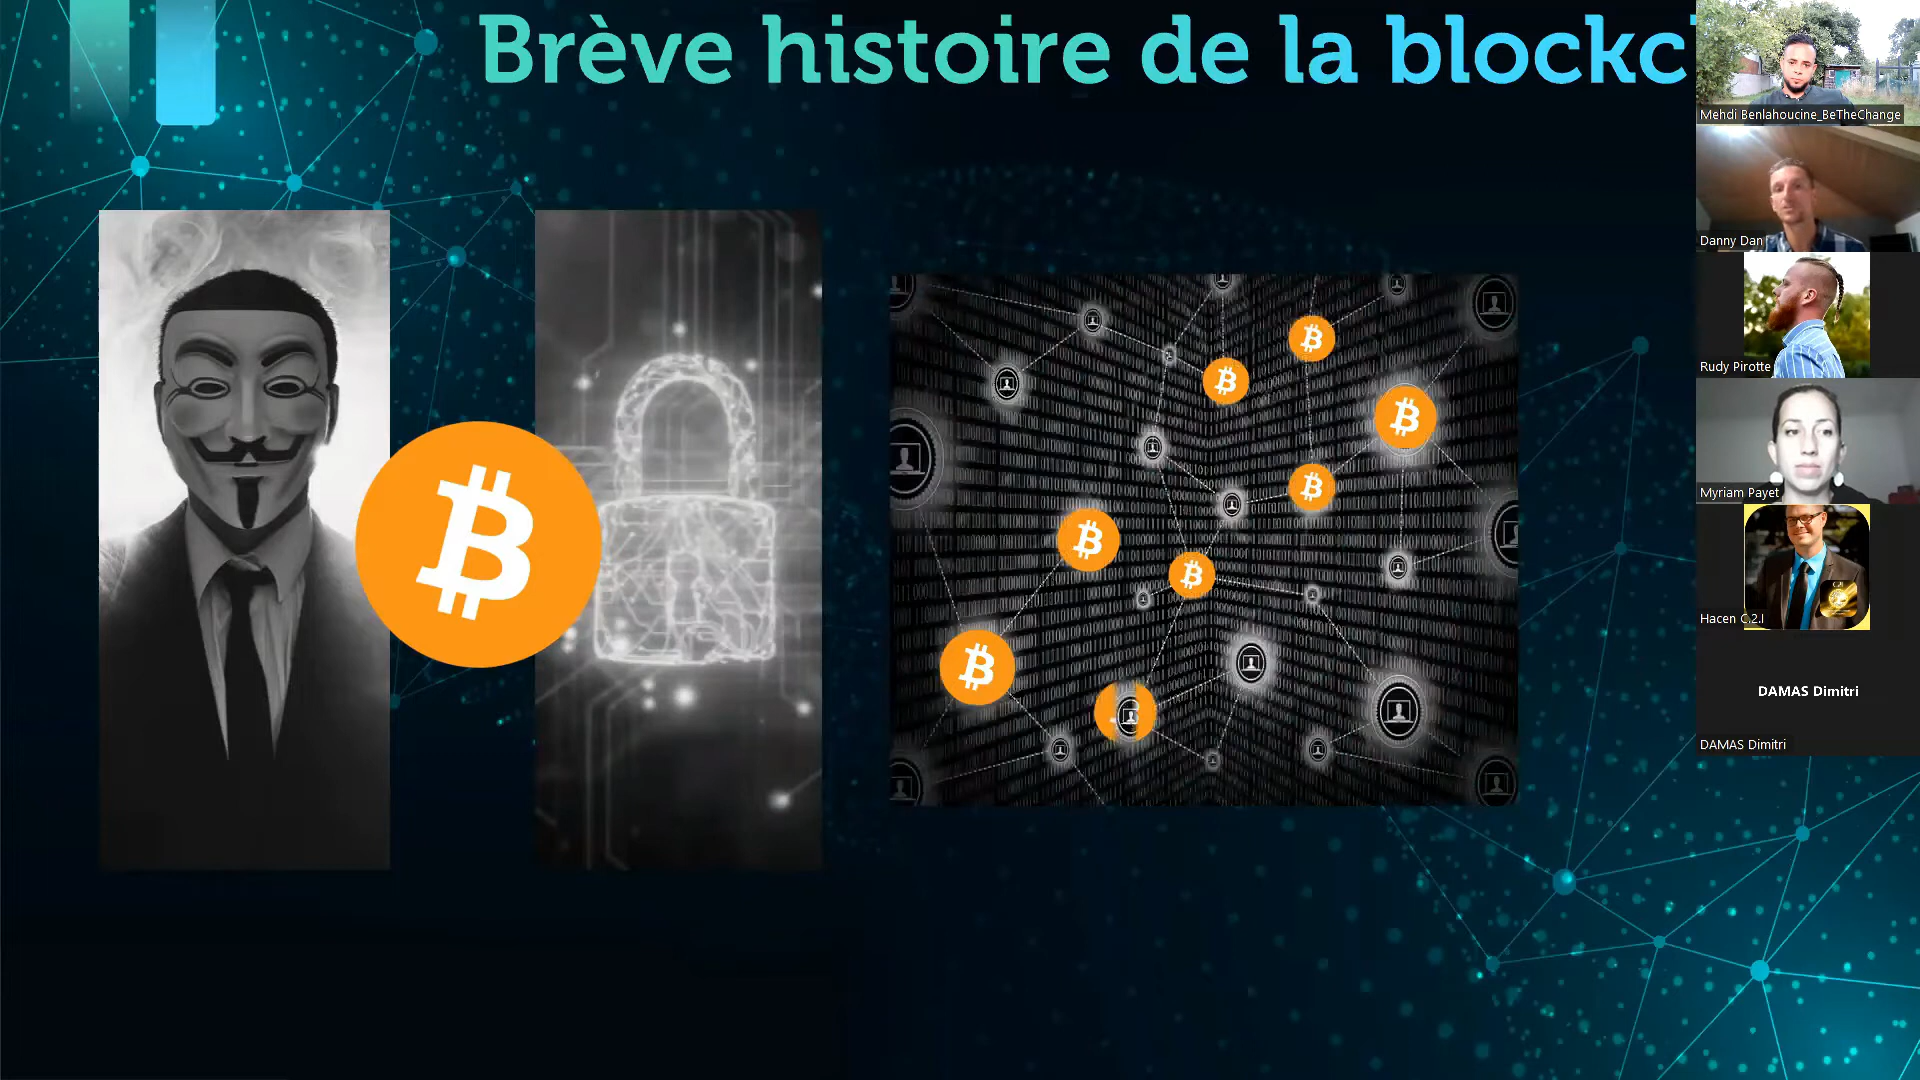 Brève histoire de la blockc
Mehdi Benlahoucine_BeTheChange
Danny Dan
Rudy Pirotte
Myriam Payet
Hacen C.2.I
DAMAS Dimitri
DAMAS Dimitri